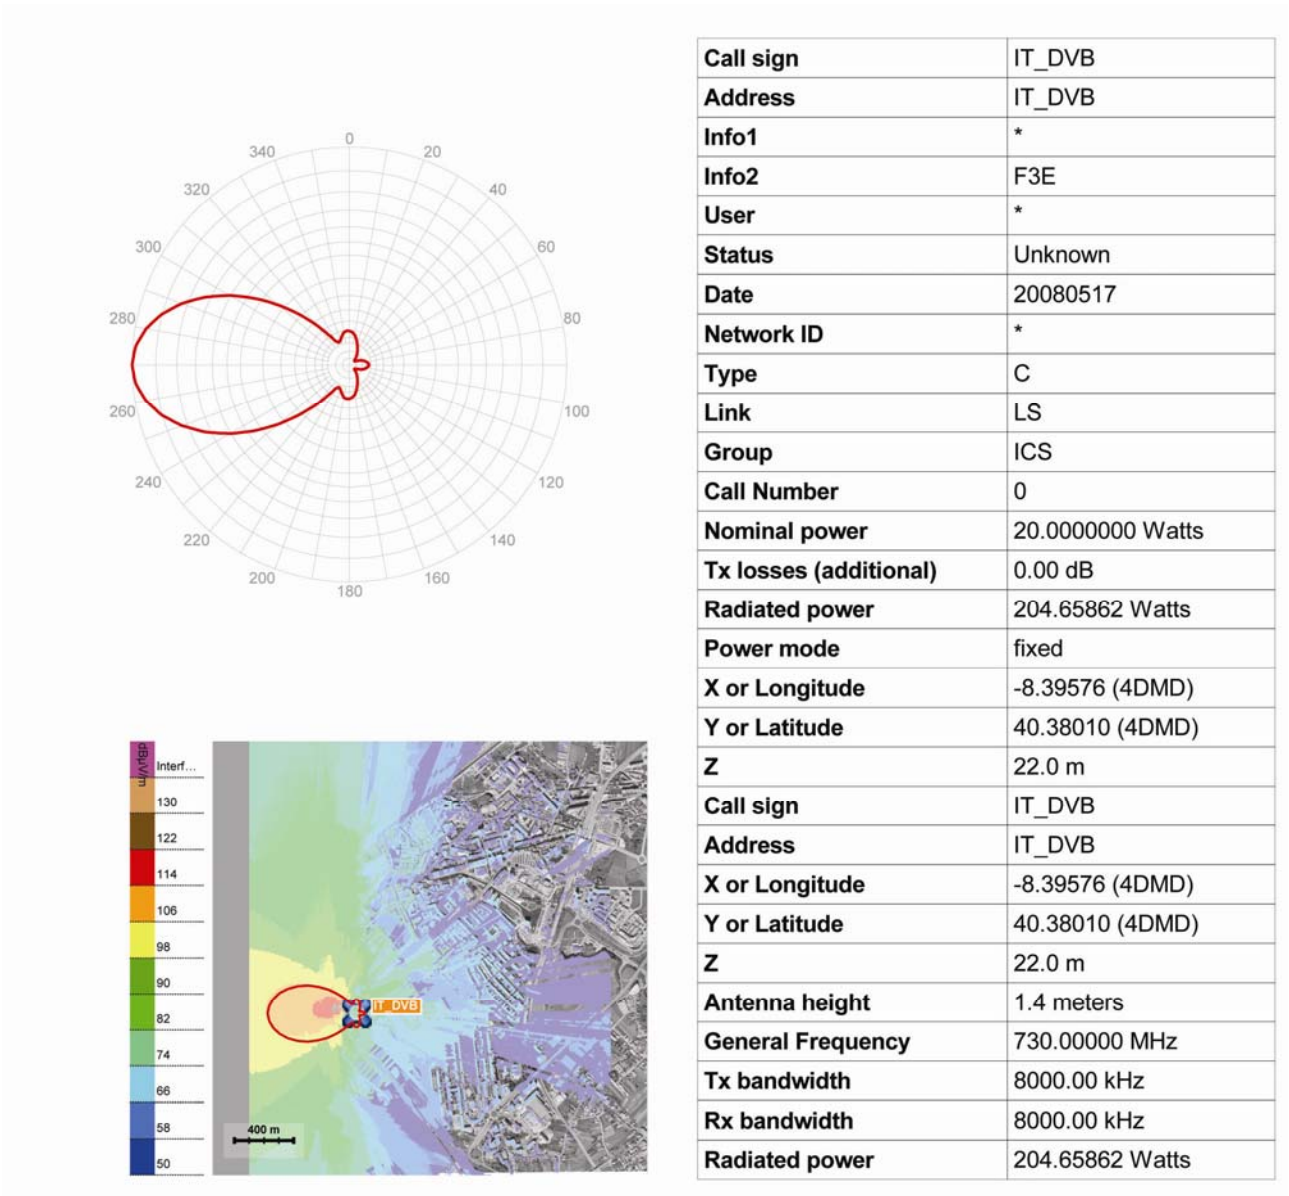 0
20
40
60
80
100
120
140
160
180
200
220
240
260
280
300
320
340
dBµV/m
Interf...
130
122
114
106
98
90
82
74
66
58
50
IT_DVB
400 m
Call sign IT_DVB
Address IT_DVB
Info1 *
Info2 F3E
User *
Status Unknown
Date 20080517
Network ID *
Type C
Link LS
Group ICS
Call Number 0
Nominal power 20.0000000 Watts
Tx losses (additional) 0.00 dB
Radiated power 204.65862 Watts
Power mode fixed
X or Longitude -8.39576 (4DMD)
Y or Latitude 40.38010 (4DMD)
Z 22.0 m
Call sign IT_DVB
Address IT_DVB
X or Longitude -8.39576 (4DMD)
Y or Latitude 40.38010 (4DMD)
Z 22.0 m
Antenna height 1.4 meters
General Frequency 730.00000 MHz
Tx bandwidth 8000.00 kHz
Rx bandwidth 8000.00 kHz
Radiated power 204.65862 Watts